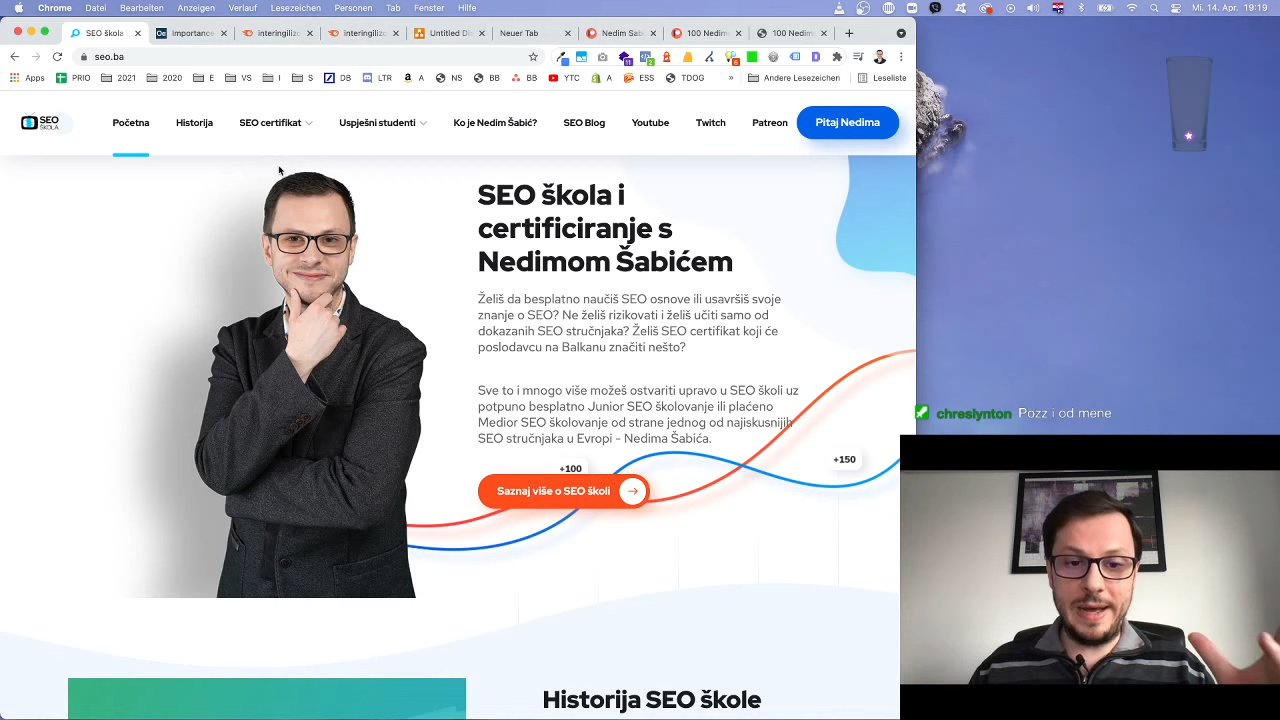 Chrome Datei Bearbeiten Anzeigen Verlauf Lesezeichen Personen Tab Fenster Hilfe
Mi. 14. Apr. 19:19
SEO škola
Importance
interingiliz
interingiliz
Untitled Di
Neuer Tab
Nedim Sab
100 Nedim
100 Nedim
seo.ba
Apps PRIO 2021 2020 E VS I DB LTR A NS BB BB YTC A ESS TDOG » Andere Lesezeichen Leseliste
SEO ŠKOLA
Početna Historija SEO certifikat Uspješni studenti Ko je Nedim Šabić? SEO Blog Youtube Twitch Patreon Pitaj Nedima
SEO škola i
certificiranje s
Nedimom Šabićem
Želiš da besplatno naučiš SEO osnove ili usavršiš svoje
znanje o SEO? Ne želiš rizikovati i želiš učiti samo od
dokazanih SEO stručnjaka? Želiš SEO certifikat koji će
poslodavcu na Balkanu značiti nešto?
Sve to i mnogo više možeš ostvariti upravo u SEO školi uz
potpuno besplatno Junior SEO školovanje ili plaćeno
Medior SEO školovanje od strane jednog od najiskusnijih
SEO stručnjaka u Evropi - Nedima Šabića.
+100
+150
Saznaj više o SEO školi
Historija SEO škole
chreslynton Pozz i od mene